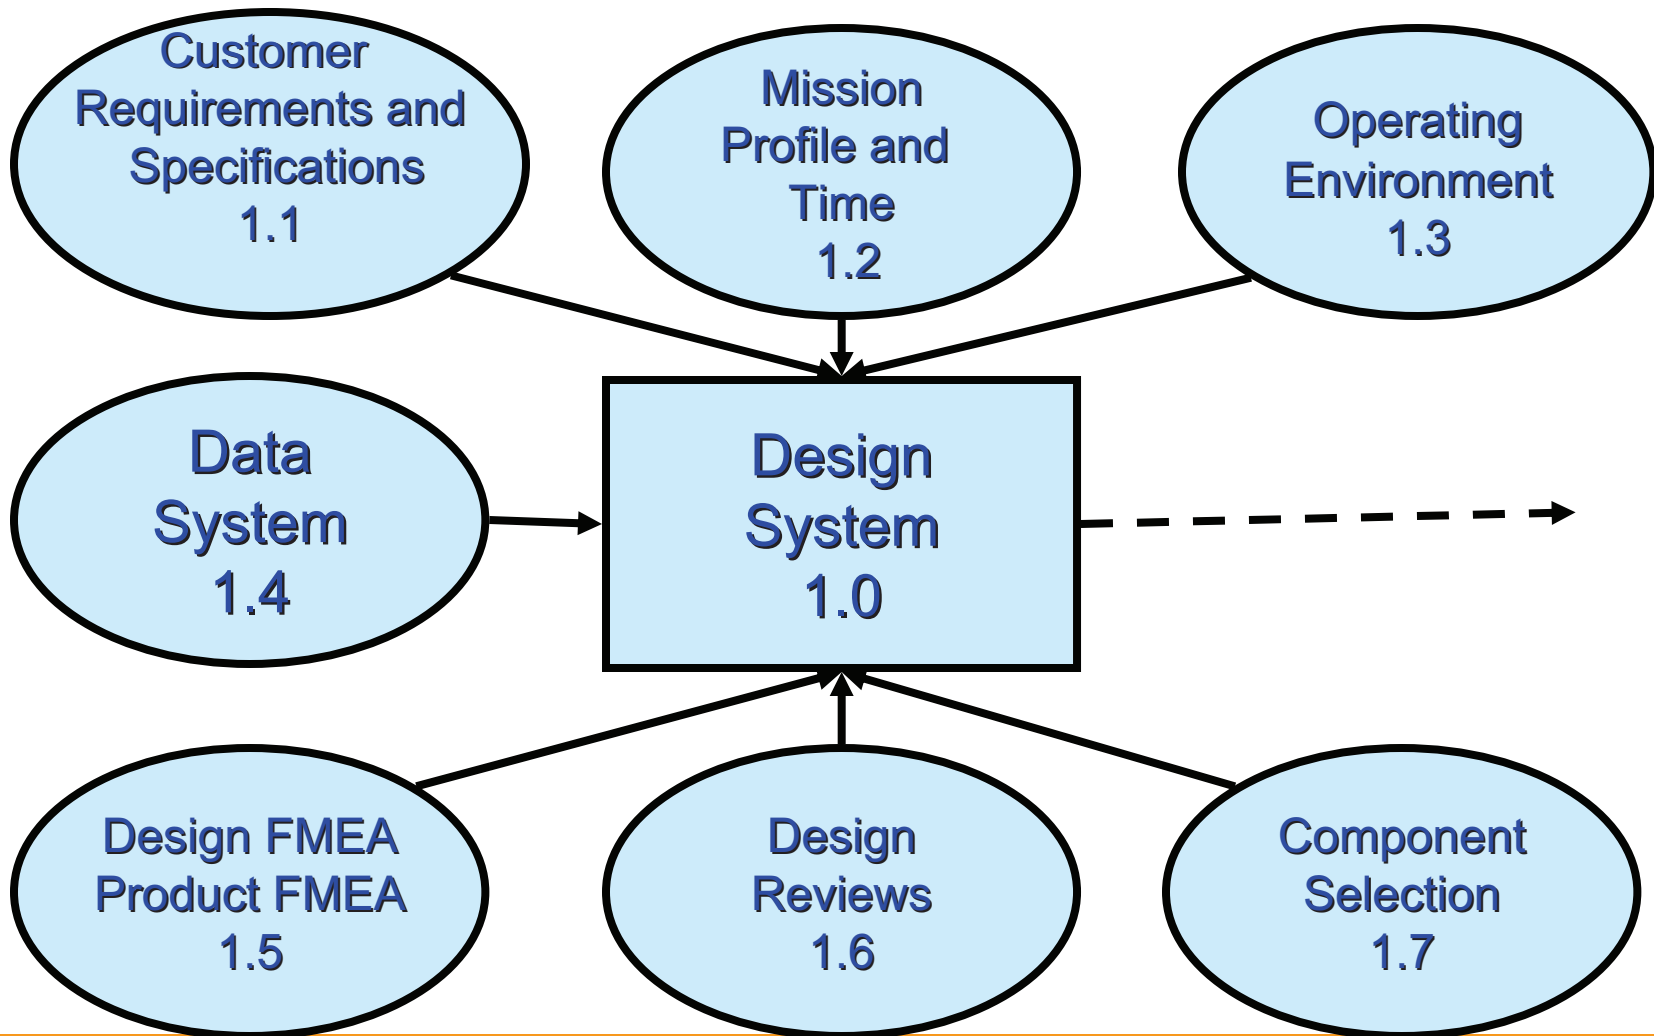 Customer
Requirements and
Specifications
1.1
Mission
Profile and
Time
1.2
Operating
Environment
1.3
Data
System
1.4
Design
System
1.0
Design FMEA
Product FMEA
1.5
Design
Reviews
1.6
Component
Selection
1.7